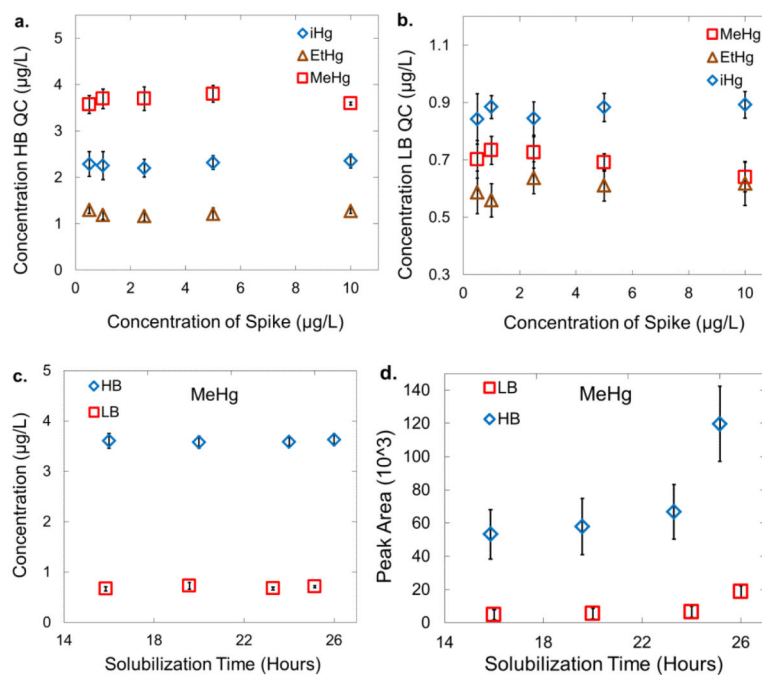 a.
iHg
EtHg
MeHg
5
4
3
2
1
0
0 2 4 6 8 10
Concentration HB QC (µg/L)
Concentration of Spike (µg/L)
b.
MeHg
EtHg
iHg
1.1
0.9
0.7
0.5
0.3
0 2 4 6 8 10
Concentration LB QC (µg/L)
Concentration of Spike (µg/L)
c.
HB
LB
MeHg
5
4
3
2
1
0
14 18 22 26
Concentration (µg/L)
Solubilization Time (Hours)
d.
LB
HB
MeHg
140
120
100
80
60
40
20
0
14 18 22 26
Peak Area (10^3)
Solubilization Time (Hours)